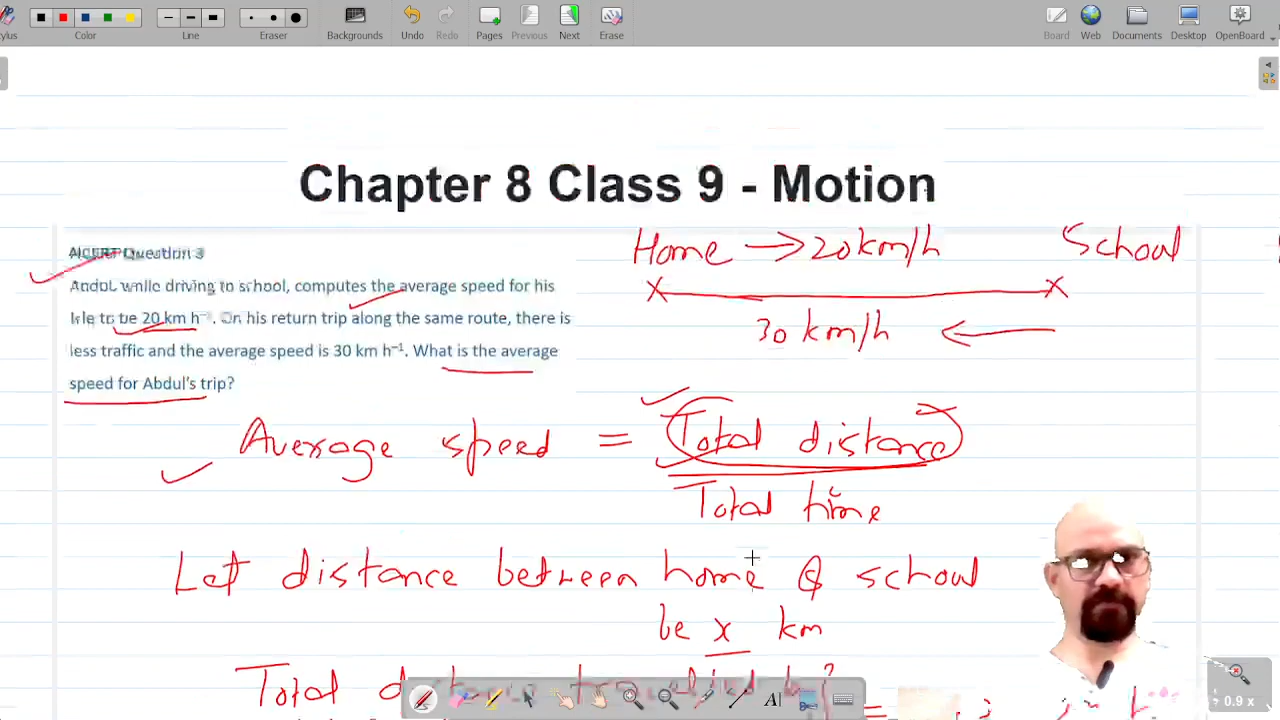 Color
Line
Eraser
Backgrounds
Undo
Redo
Pages
Previous
Next
Erase
Board
Web
Documents
Desktop
OpenBoard
Chapter 8 Class 9 - Motion
Question 3
while driving to school, computes the average speed for his
to be 20 km h⁻¹. On his return trip along the same route, there is
less traffic and the average speed is 30 km h⁻¹. What is the average
speed for Abdul's trip?
Home → 20 km/h School
30 km/h ←
Average speed = Total distance
Total time
Let distance between home & school
be x km
Total
A
0.9 x